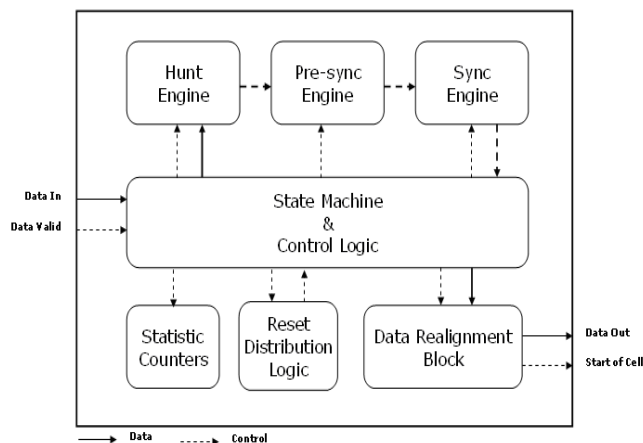 Hunt
Engine
Pre-sync
Engine
Sync
Engine
Data In
Data Valid
State Machine
&
Control Logic
Statistic
Counters
Reset
Distribution
Logic
Data Realignment
Block
Data Out
Start of Cell
Data
Control